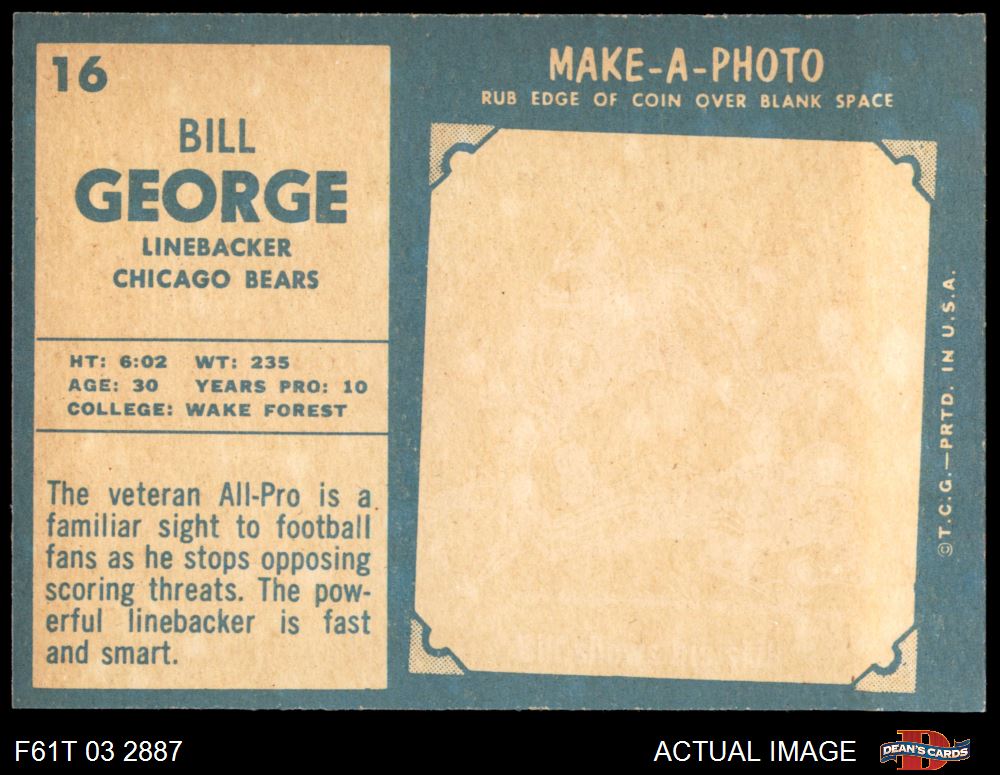 16
BILL
GEORGE
LINEBACKER
CHICAGO BEARS
HT: 6:02 WT: 235
AGE: 30 YEARS PRO: 10
COLLEGE: WAKE FOREST
The veteran All-Pro is a
familiar sight to football
fans as he stops opposing
scoring threats. The pow-
erful linebacker is fast
and smart.
MAKE-A-PHOTO
RUB EDGE OF COIN OVER BLANK SPACE
©T.C.G.—PRTD. IN U.S.A.
F61T 03 2887
ACTUAL IMAGE
D
DEAN'S CARDS